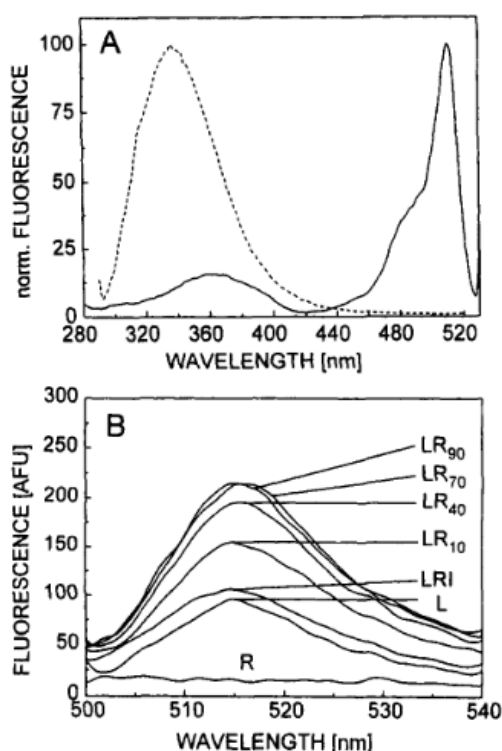 A
norm. FLUORESCENCE
100
75
50
25
0
280 320 360 400 440 480 520
WAVELENGTH [nm]
B
FLUORESCENCE [AFU]
300
250
200
150
100
50
0
LR₉₀
LR₇₀
LR₄₀
LR₁₀
LRI
L
R
500 510 520 530 540
WAVELENGTH [nm]